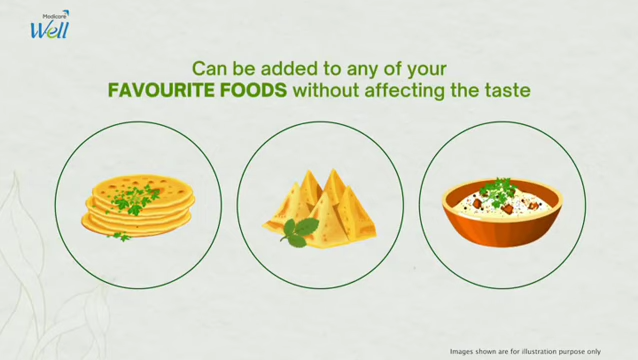 Modicare
Well
Can be added to any of your
FAVOURITE FOODS without affecting the taste
Images shown are for illustration purpose only